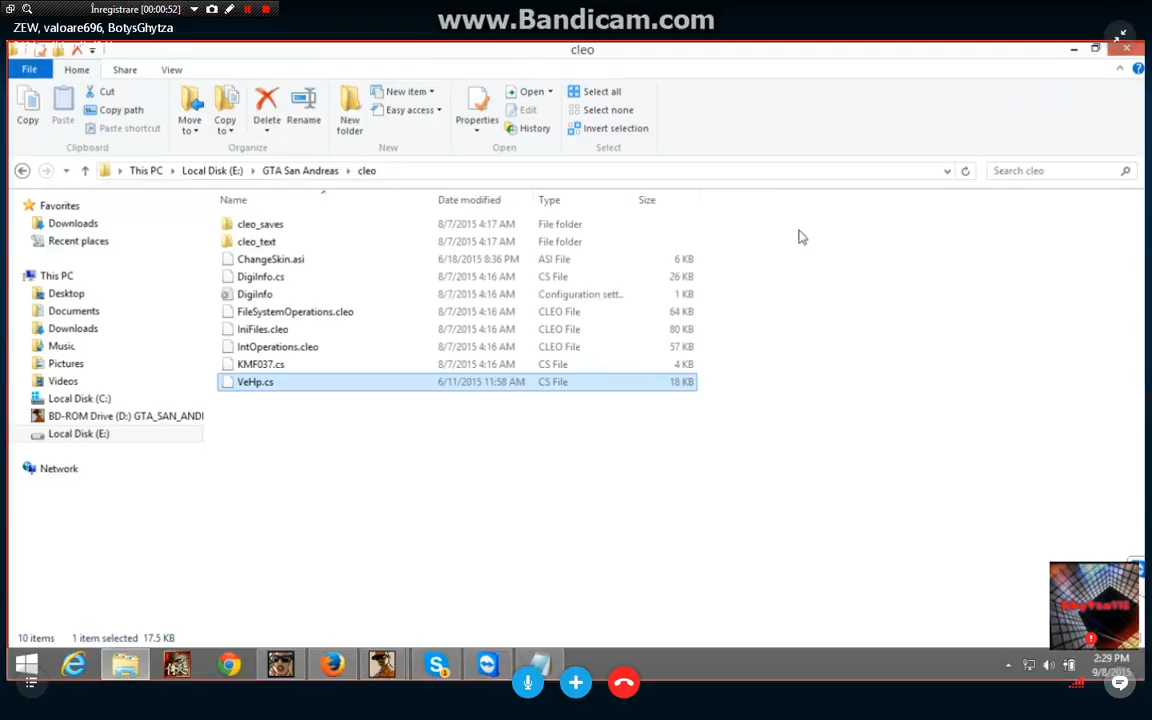 Înregistrare [00:00:52]
www.Bandicam.com
ZEW, valoare696, BotysGhytza
cleo
File Home Share View
Copy
Paste
Cut
Copy path
Paste shortcut
Clipboard
Move to
Copy to
Delete
Rename
Organize
New folder
New item
Easy access
New
Properties
Open
Edit
History
Open
Select all
Select none
Invert selection
Select
This PC Local Disk (E:) GTA San Andreas cleo
Search cleo
Favorites
Downloads
Recent places
This PC
Desktop
Documents
Downloads
Music
Pictures
Videos
Local Disk (C:)
BD-ROM Drive (D:) GTA_SAN_ANDI
Local Disk (E:)
Network
Name Date modified Type Size
cleo_saves 8/7/2015 4:17 AM File folder
cleo_text 8/7/2015 4:17 AM File folder
ChangeSkin.asi 6/18/2015 8:36 PM ASI File 6 KB
DigiInfo.cs 8/7/2015 4:16 AM CS File 26 KB
DigiInfo 8/7/2015 4:16 AM Configuration sett... 1 KB
FileSystemOperations.cleo 8/7/2015 4:16 AM CLEO File 64 KB
IniFiles.cleo 8/7/2015 4:16 AM CLEO File 80 KB
IntOperations.cleo 8/7/2015 4:16 AM CLEO File 57 KB
KMF037.cs 8/7/2015 4:16 AM CS File 4 KB
VeHp.cs 6/11/2015 11:58 AM CS File 18 KB
10 items 1 item selected 17.5 KB
2:29 PM
9/8/2015